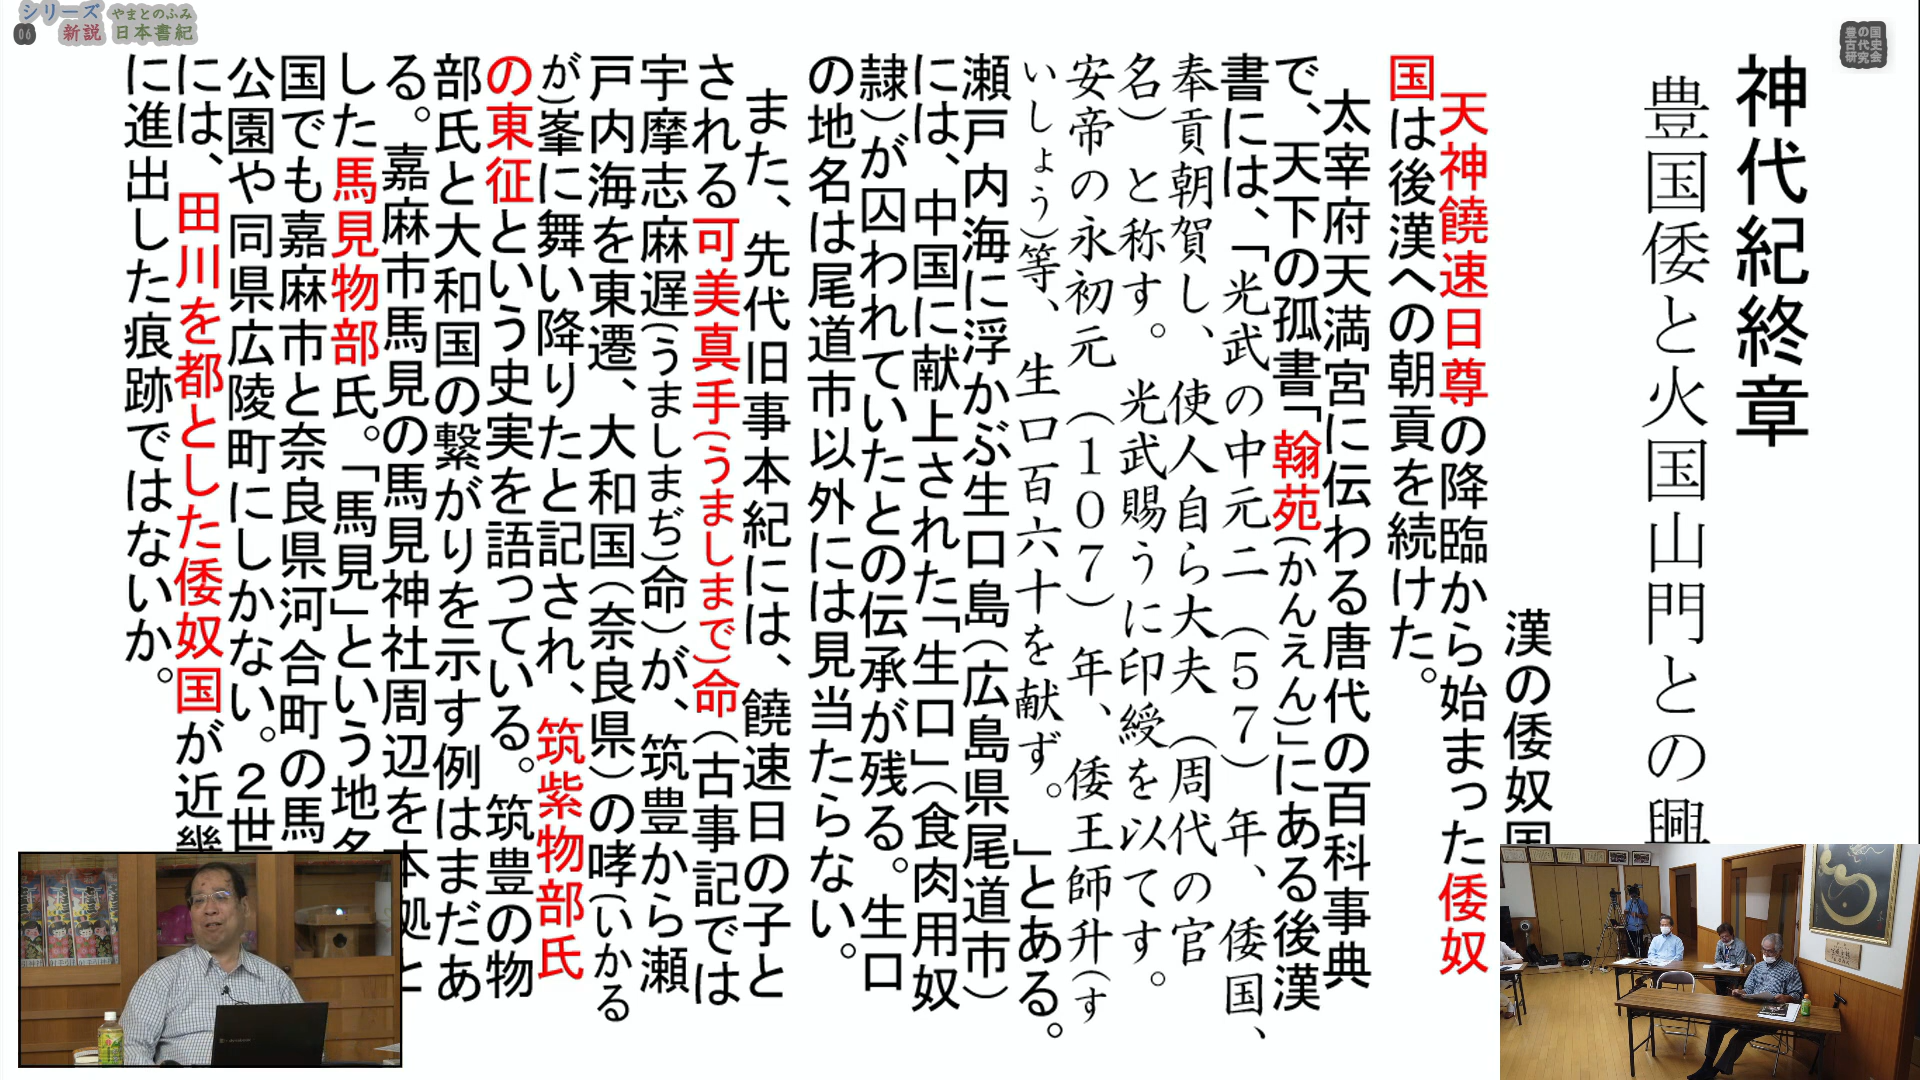 シリーズ
06
新説
やまとのふみ
日本書紀
豊の国
古代史
研究会
神代紀終章
豊国倭と火国山門との興
漢の倭奴国
天神饒速日尊の降臨から始まった倭奴
国は後漢への朝貢を続けた。
太宰府天満宮に伝わる唐代の百科事典
で、天下の孤書「翰苑(かんえん)」にある後漢
書には、「光武の中元二（５７）年、倭国、
奉貢朝賀し、使人自ら大夫（周代の官
名）と称す。光武賜うに印綬を以てす。
安帝の永初元（１０７）年、倭王師升(す
いしょう)等、生口百六十を献ず。」とある。
瀬戸内海に浮かぶ生口島(広島県尾道市)
には、中国に献上された「生口」(食肉用奴
隷)が囚われていたとの伝承が残る。生口
の地名は尾道市以外には見当たらない。
また、先代旧事本紀には、饒速日の子と
される可美真手(うましまで)命(古事記では
宇摩志麻遅(うましまぢ)命)が、筑豊から瀬
戸内海を東遷、大和国(奈良県)の哮(いかる
が)峯に舞い降りたと記され、筑紫物部氏
の東征という史実を語っている。筑豊の物
部氏と大和国の繋がりを示す例はまだあ
る。嘉麻市馬見の馬見神社周辺を本拠と
した馬見物部氏。「馬見」という地名
国でも嘉麻市と奈良県河合町の馬
公園や同県広陵町にしかない。２世
には、田川を都とした倭奴国が近畿
に進出した痕跡ではないか。